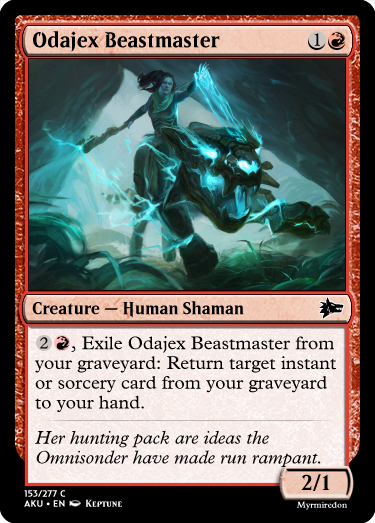 Odajex Beastmaster 1
Creature — Human Shaman
2, Exile Odajex Beastmaster from
your graveyard: Return target instant
or sorcery card from your graveyard
to your hand.
Her hunting pack are ideas the
Omnisonder have made run rampant.
2/1
153/277 C
AKU • EN Keptune
Myrmiredon